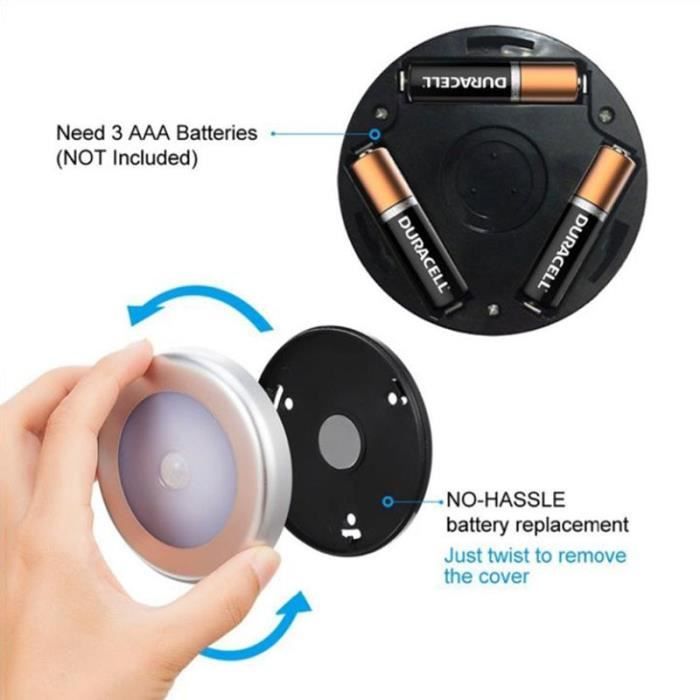 DURACELL
Need 3 AAA Batteries
(NOT Included)
DURACELL
DURACELL
NO-HASSLE
battery replacement
Just twist to remove
the cover